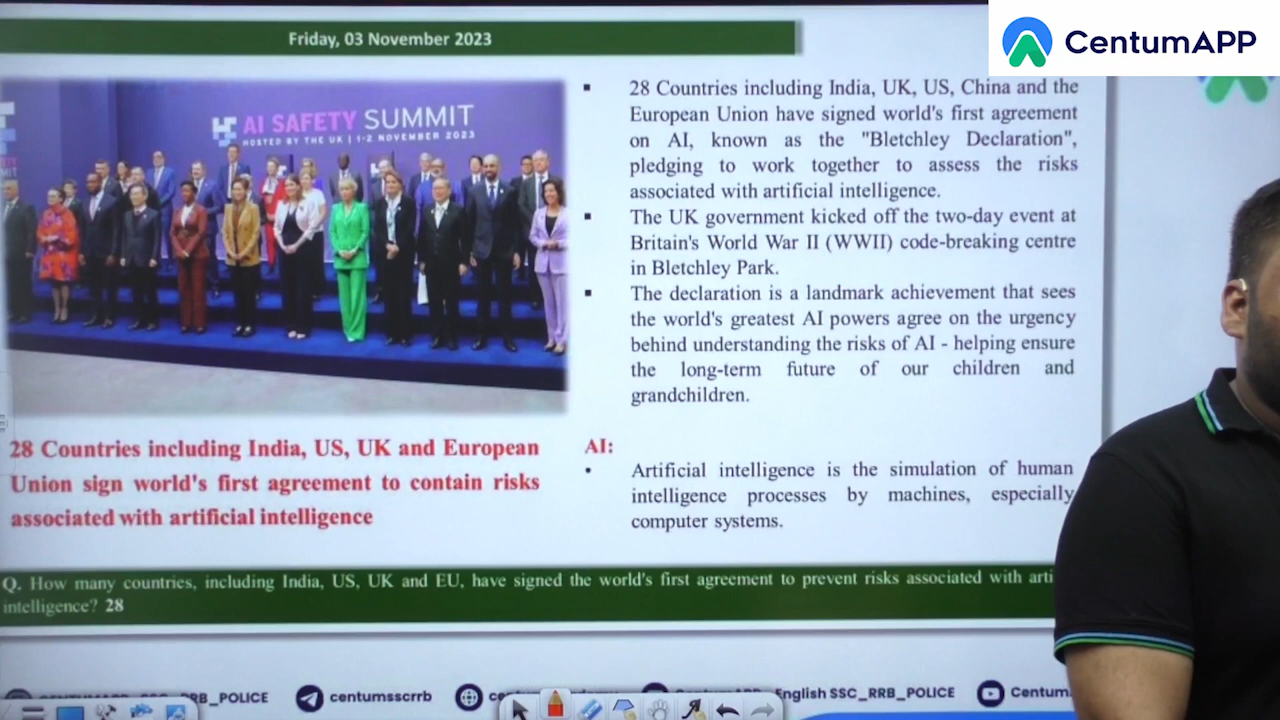 Friday, 03 November 2023
CentumAPP
AI SAFETY SUMMIT
HOSTED BY THE UK | 1-2 NOVEMBER 2023
28 Countries including India, UK, US, China and the
European Union have signed world's first agreement
on AI, known as the "Bletchley Declaration",
pledging to work together to assess the risks
associated with artificial intelligence.
The UK government kicked off the two-day event at
Britain's World War II (WWII) code-breaking centre
in Bletchley Park.
The declaration is a landmark achievement that sees
the world's greatest AI powers agree on the urgency
behind understanding the risks of AI - helping ensure
the long-term future of our children and
grandchildren.
28 Countries including India, US, UK and European
Union sign world's first agreement to contain risks
associated with artificial intelligence
AI:
Artificial intelligence is the simulation of human
intelligence processes by machines, especially
computer systems.
Q. How many countries, including India, US, UK and EU, have signed the world's first agreement to prevent risks associated with arti
intelligence? 28
RB_POLICE
centumsscrrb
English SSC_RRB_POLICE
Centum